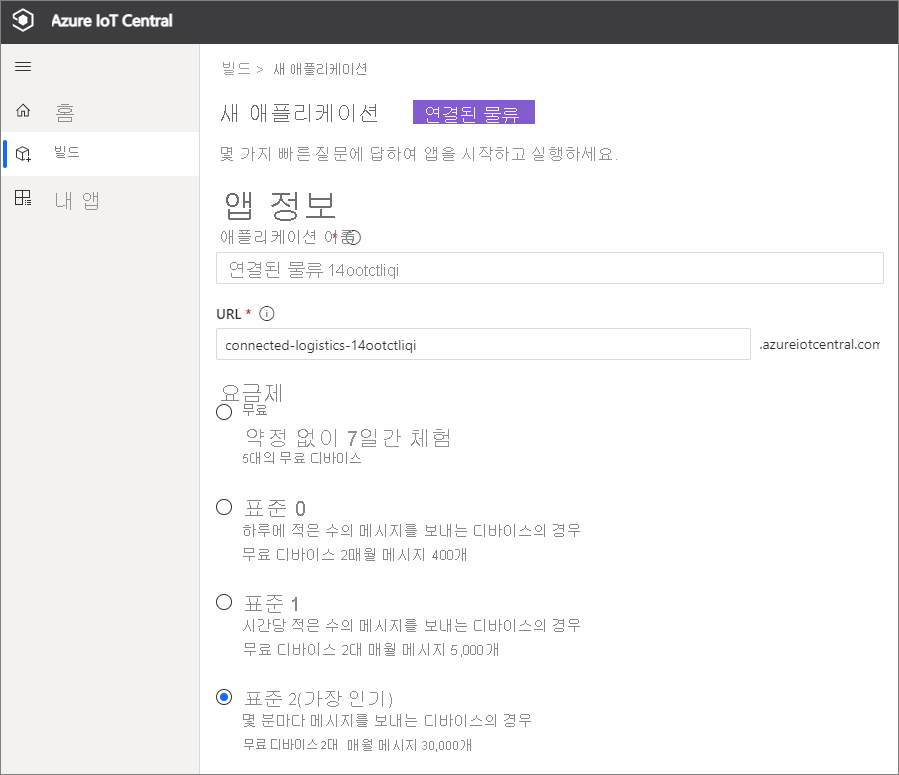 Azure IoT Central
홈
빌드
내 앱
빌드 > 새 애플리케이션
새 애플리케이션 연결된 물류
몇 가지 빠른 질문에 답하여 앱을 시작하고 실행하세요.
앱 정보
애플리케이션 이름 *
연결된 물류 14ootctliqi
URL *
connected-logistics-14ootctliqi .azureiotcentral.com
요금제
무료
약정 없이 7일간 체험
5대의 무료 디바이스
표준 0
하루에 적은 수의 메시지를 보내는 디바이스의 경우
무료 디바이스 2매월 메시지 400개
표준 1
시간당 적은 수의 메시지를 보내는 디바이스의 경우
무료 디바이스 2대 매월 메시지 5,000개
표준 2(가장 인기)
몇 분마다 메시지를 보내는 디바이스의 경우
무료 디바이스 2대 매월 메시지 30,000개